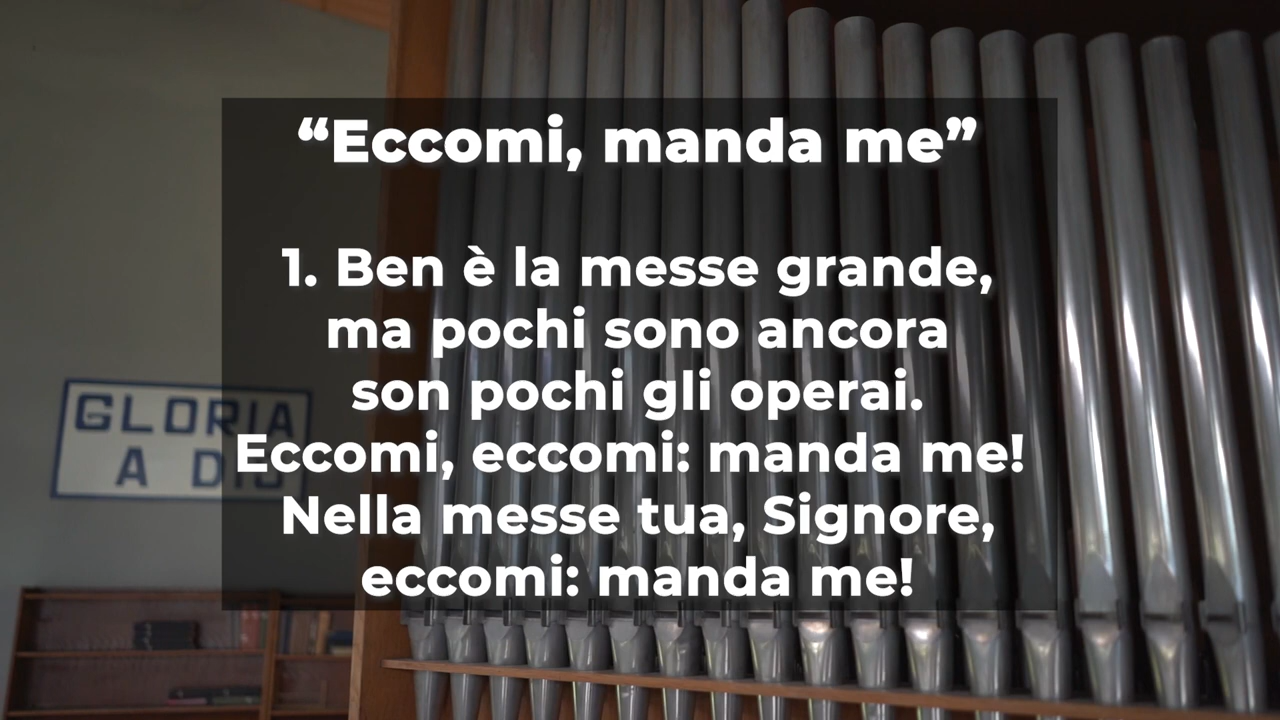 “Eccomi, manda me”
1. Ben è la messe grande,
ma pochi sono ancora
son pochi gli operai.
Eccomi, eccomi: manda me!
Nella messe tua, Signore,
eccomi: manda me!
GLORIA
A DIO